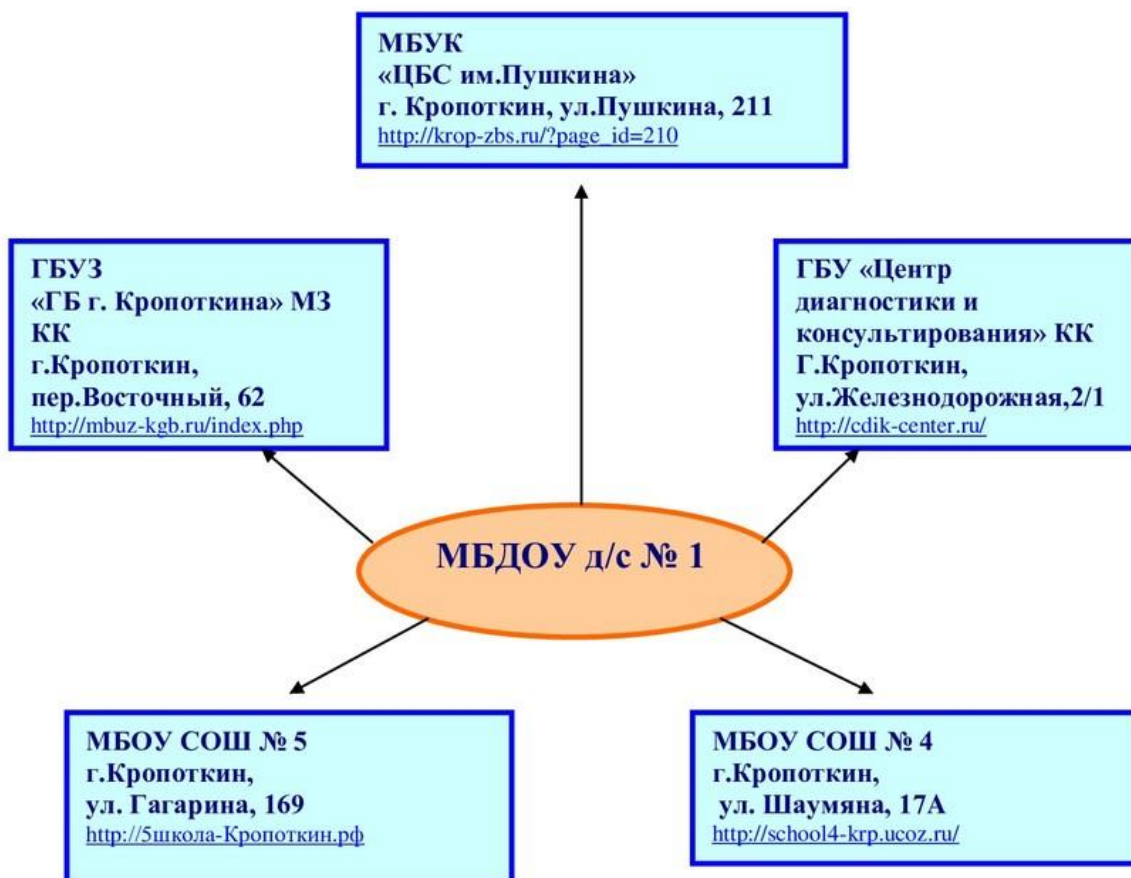 МБУК
«ЦБС им.Пушкина»
г. Кропоткин, ул.Пушкина, 211
http://krop-zbs.ru/?page_id=210
ГБУЗ
«ГБ г. Кропоткина» МЗ
КК
г.Кропоткин,
пер.Восточный, 62
http://mbuz-kgb.ru/index.php
ГБУ «Центр
диагностики и
консультирования» КК
Г.Кропоткин,
ул.Железнодорожная,2/1
http://cdik-center.ru/
МБДОУ д/с № 1
МБОУ СОШ № 5
г.Кропоткин,
ул. Гагарина, 169
http://5школа-Кропоткин.рф
МБОУ СОШ № 4
г.Кропоткин,
ул. Шаумяна, 17А
http://school4-krp.ucoz.ru/